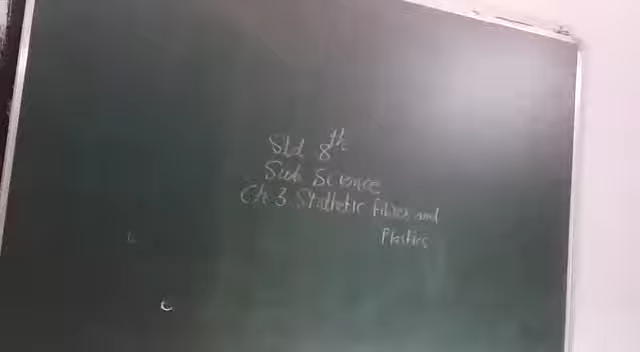 Std 8th
Sub Science
Ch.3 Synthetic fibres and
Plastics